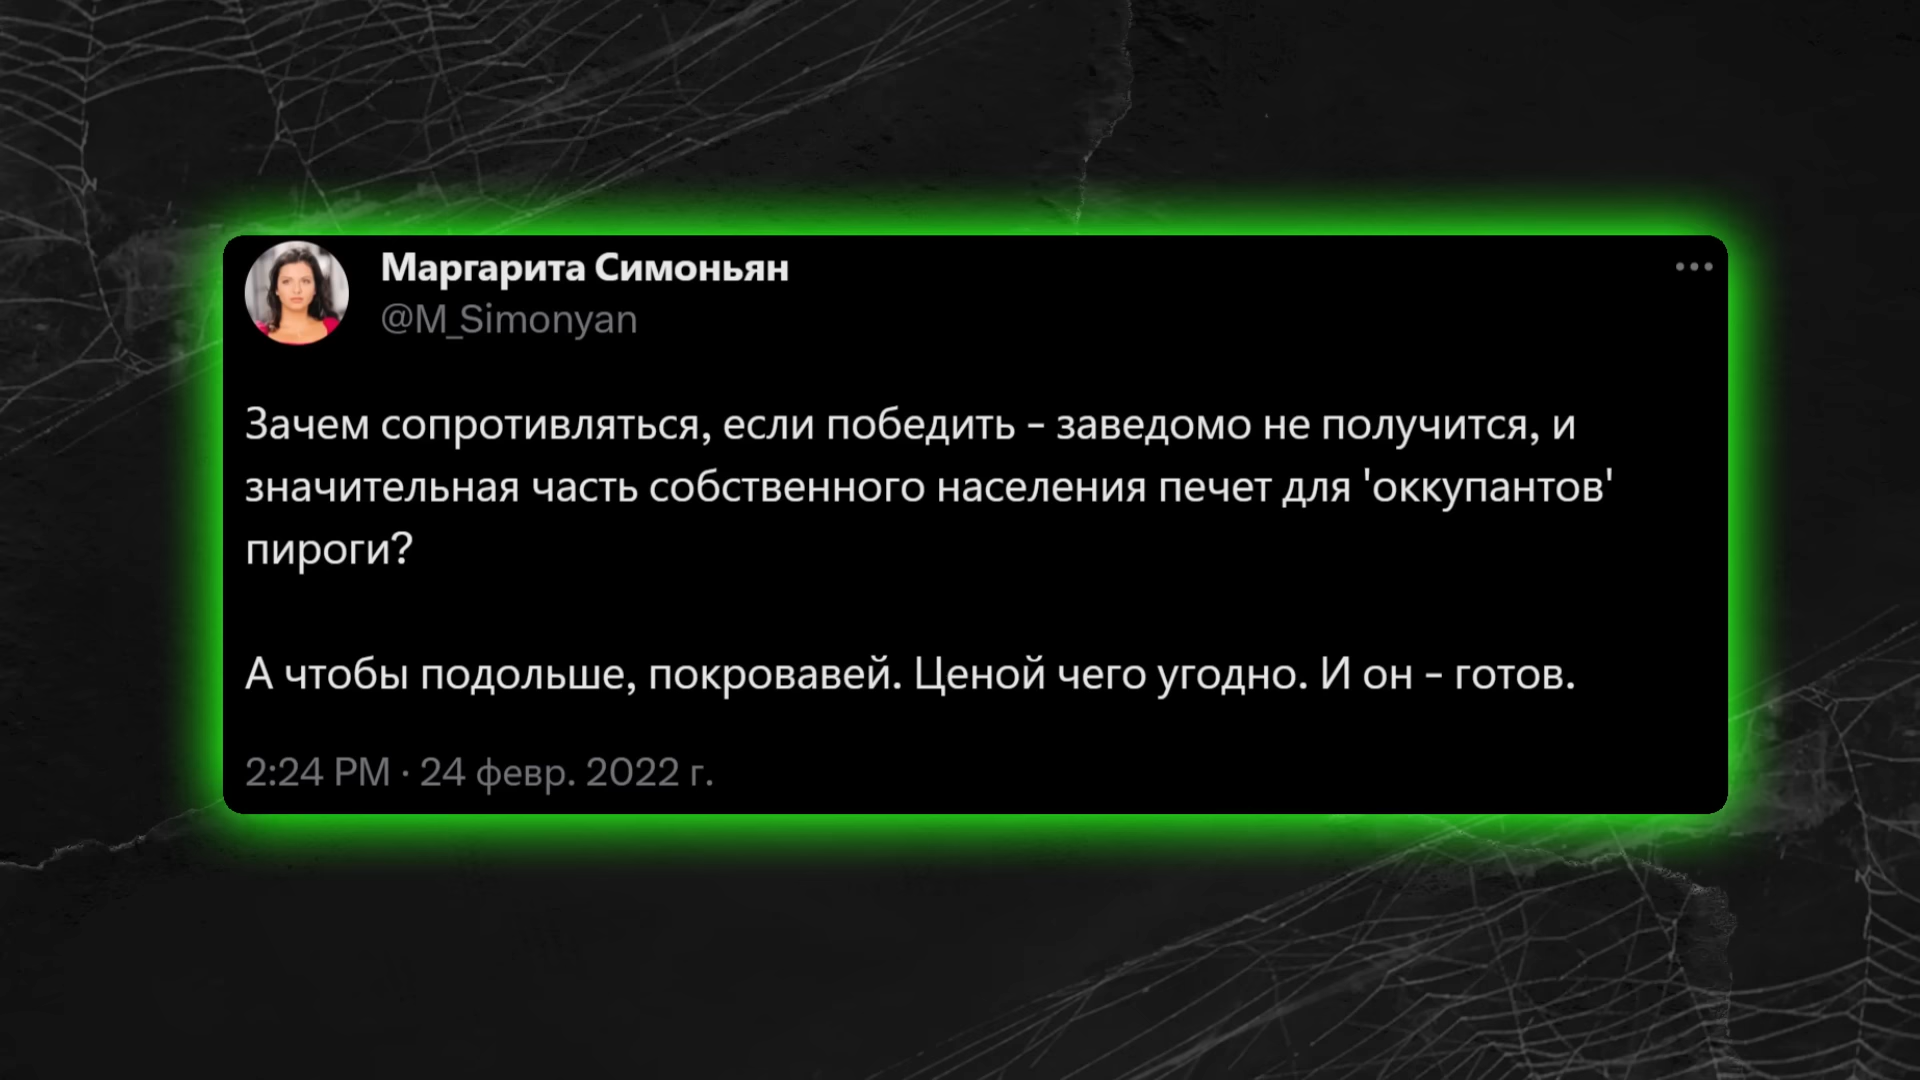 Маргарита Симоньян
@M_Simonyan
Зачем сопротивляться, если победить - заведомо не получится, и
значительная часть собственного населения печет для 'оккупантов'
пироги?
А чтобы подольше, покровавей. Ценой чего угодно. И он - готов.
2:24 PM · 24 февр. 2022 г.